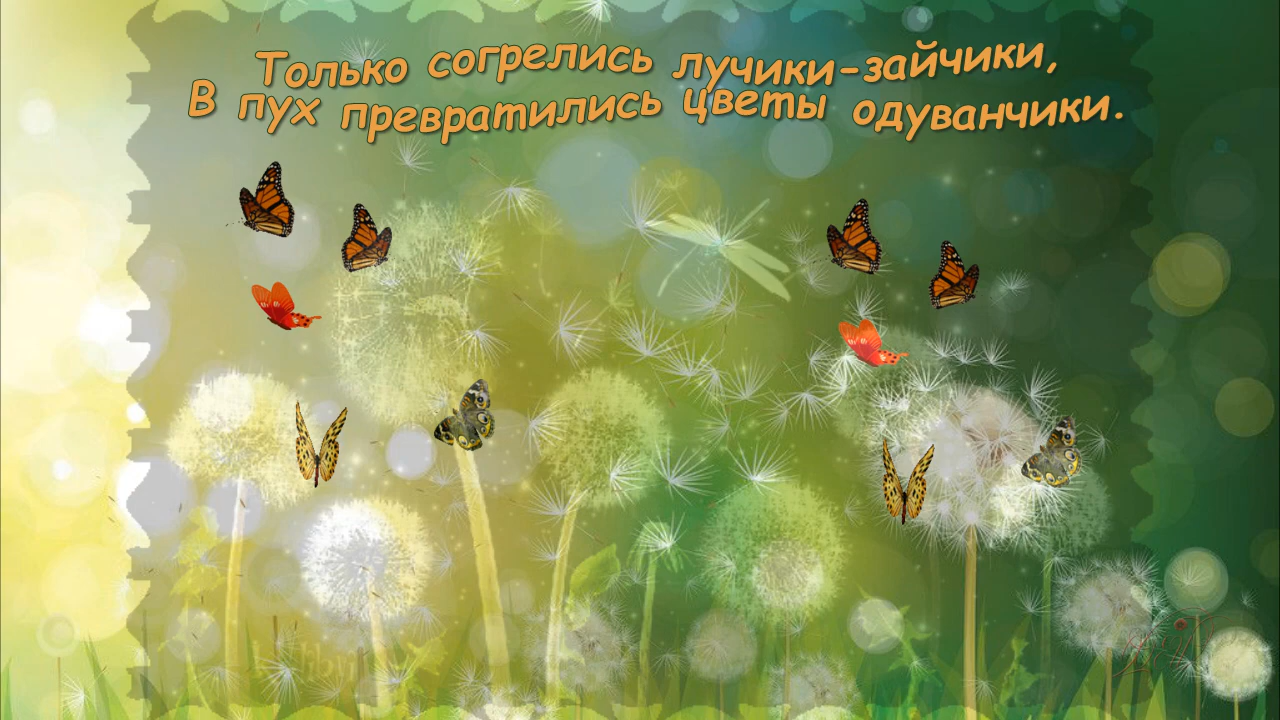 Только согрелись лучики-зайчики,
В пух превратились цветы одуванчики.